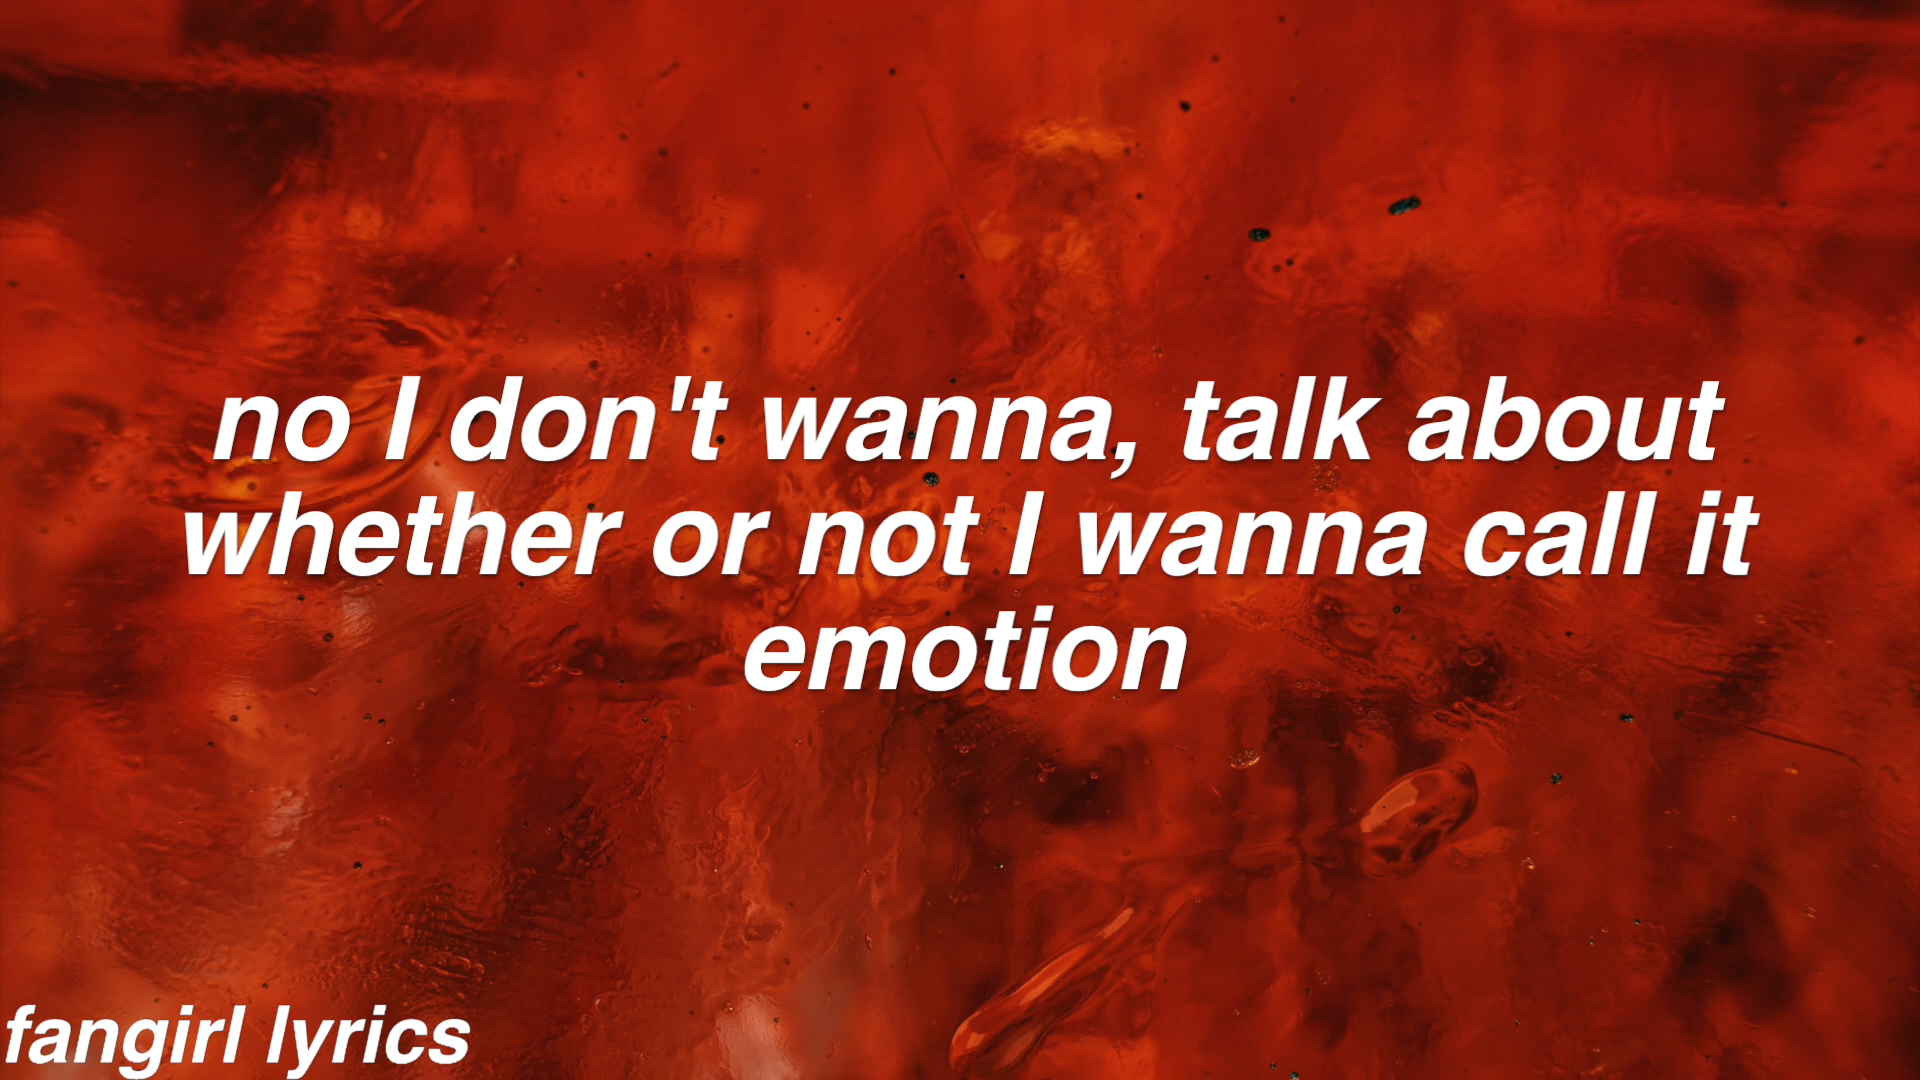 no I don't wanna, talk about
whether or not I wanna call it
emotion
fangirl lyrics